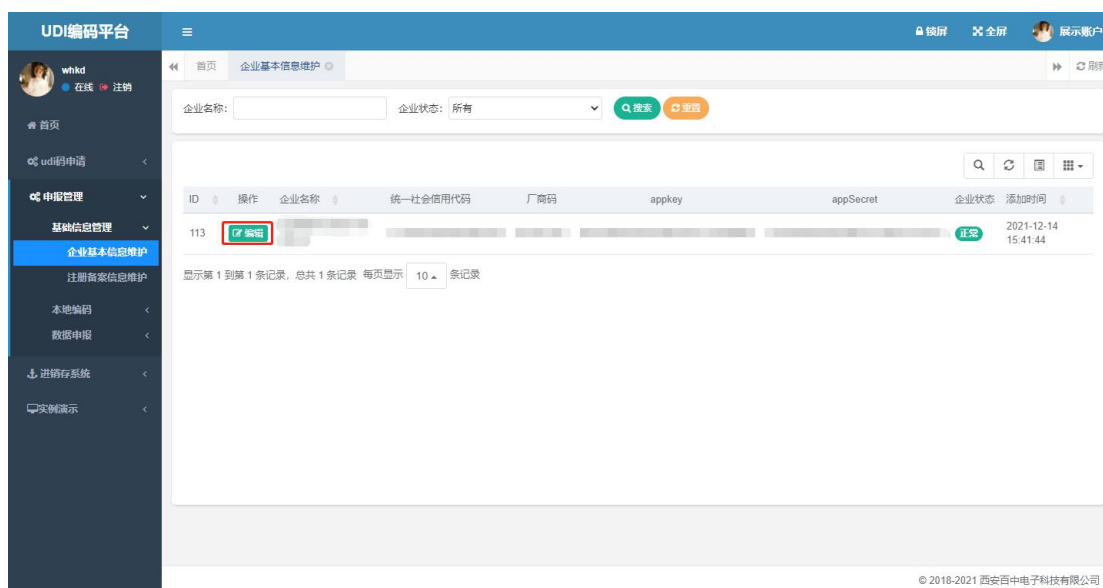 UDI编码平台
锁屏 全屏 展示账户
whkd
在线 注销
首页 企业基本信息维护
企业名称: 企业状态: 所有 搜索 重置
首页
udi码申请
申报管理
基础信息管理
企业基本信息维护
注册备案信息维护
本地编码
数据申报
进销存系统
实例演示
ID 操作 企业名称 统一社会信用代码 厂商码 appkey appSecret 企业状态 添加时间
113 编辑 正常 2021-12-14
15:41:44
显示第 1 到第 1 条记录, 总共 1 条记录 每页显示 10 条记录
© 2018-2021 西安百中电子科技有限公司